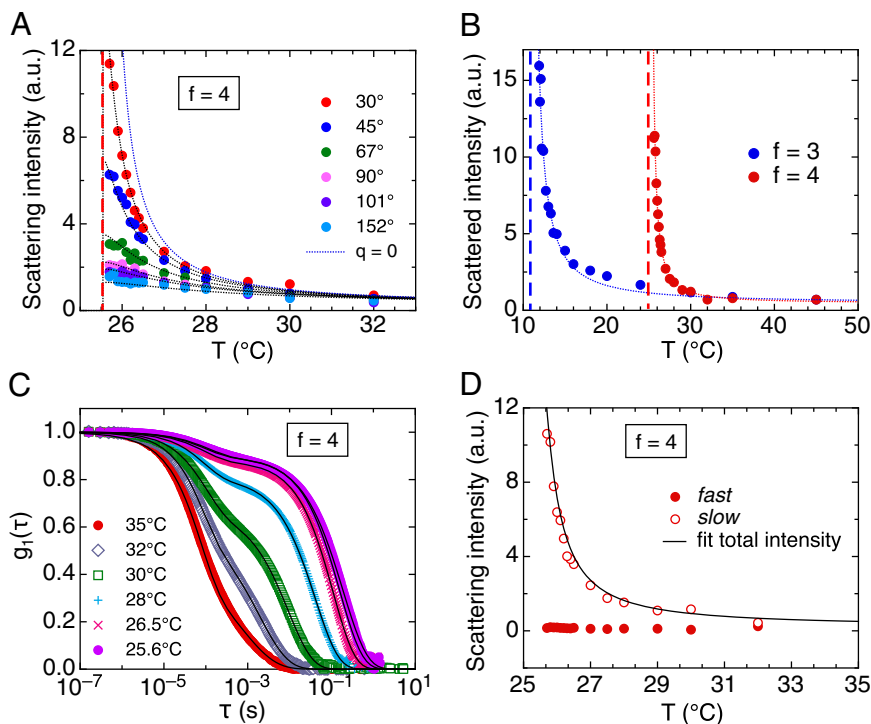 A
Scattering intensity (a.u.)
12
8
4
0
26
28
30
32
T (°C)
f = 4
30°
45°
67°
90°
101°
152°
q = 0
B
Scattered intensity (a.u.)
15
10
5
0
10
20
30
40
50
T (°C)
f = 3
f = 4
C
g₁(τ)
1.0
0.8
0.6
0.4
0.2
0.0
10⁻⁷
10⁻⁵
10⁻³
10⁻¹
10¹
τ (s)
f = 4
35°C
32°C
30°C
28°C
26.5°C
25.6°C
D
Scattering intensity (a.u.)
12
8
4
0
25
27
29
31
33
35
T (°C)
f = 4
fast
slow
fit total intensity